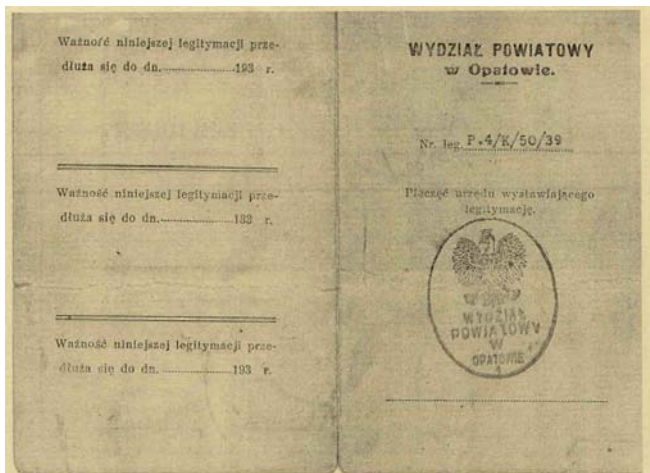 Ważność niniejszej legitymacji prze-
dłuża się do dn.................193 r.
Ważność niniejszej legitymacji prze-
dłuża się do dn.................193 r.
Ważność niniejszej legitymacji prze-
dłuża się do dn. ................193 r.
WYDZIAŁ POWIATOWY
w Opatowie.
Nr. leg. P.4/K/50/39
Pieczęć urzędu wystawiającego
legitymację.
WYDZIAŁ
POWIATOWY
W
OPATOWIE
1